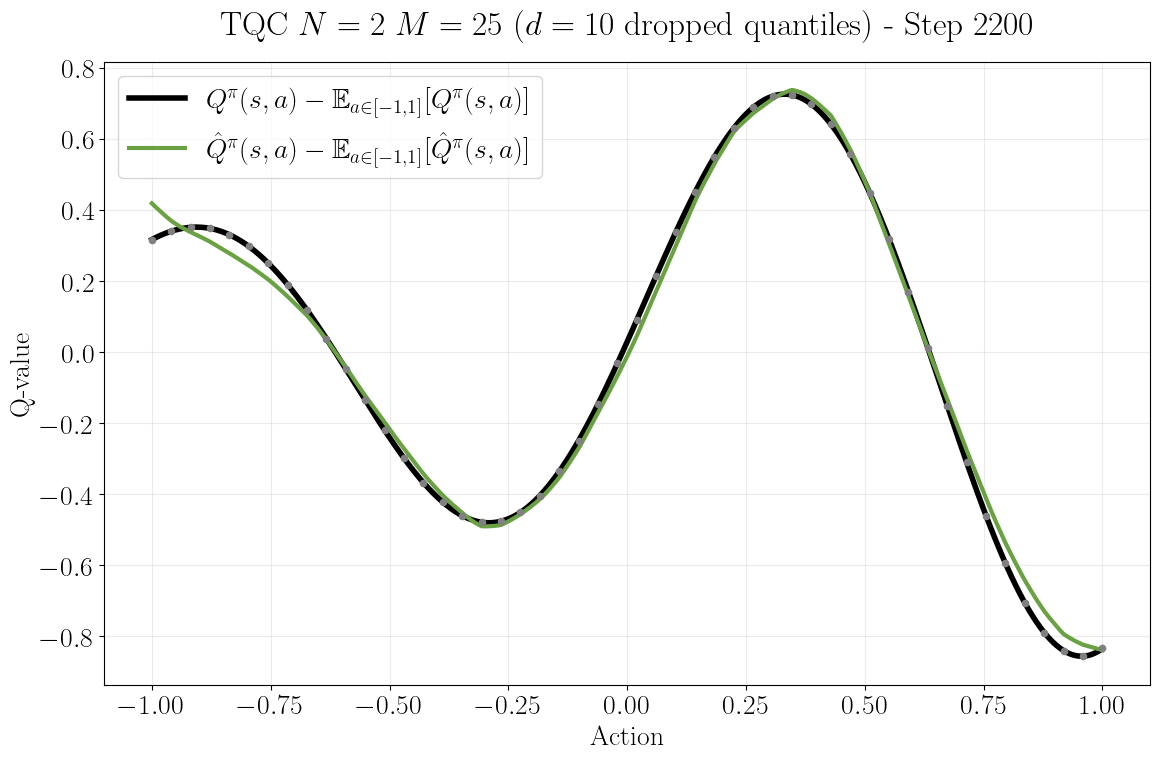 TQC N = 2 M = 25 (d = 10 dropped quantiles) - Step 2200
Q^π(s, a) − 𝔼_{a∈[−1,1]}[Q^π(s, a)]
Q̂^π(s, a) − 𝔼_{a∈[−1,1]}[Q̂^π(s, a)]
0.8
0.6
0.4
0.2
0.0
−0.2
−0.4
−0.6
−0.8
Q-value
−1.00 −0.75 −0.50 −0.25 0.00 0.25 0.50 0.75 1.00
Action